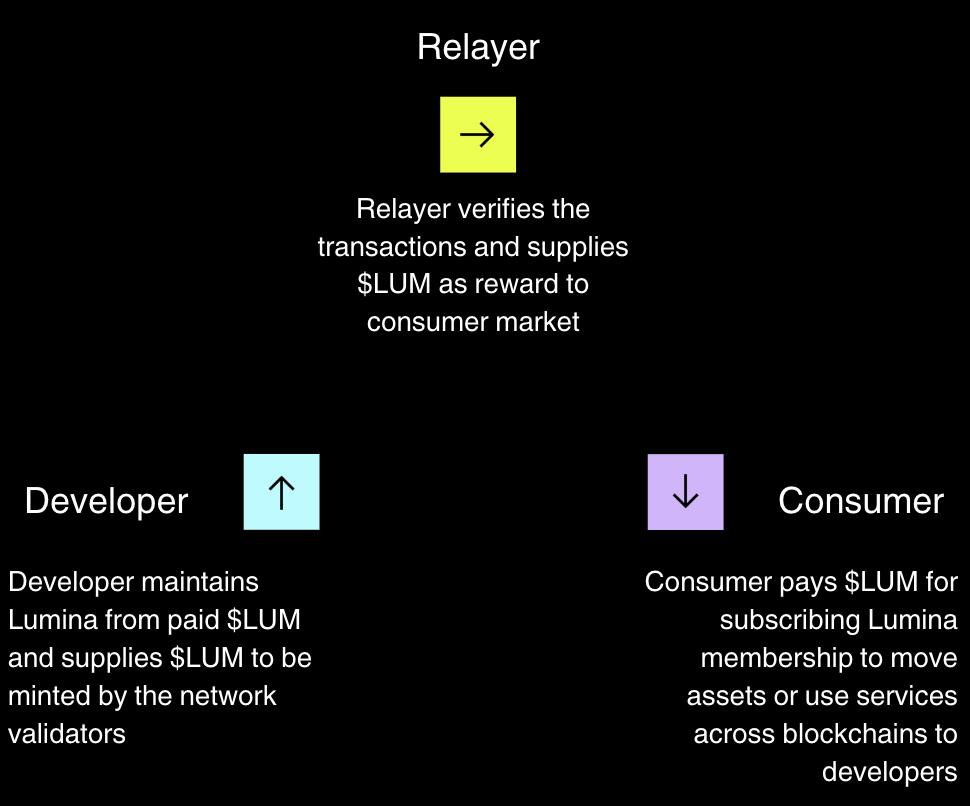 Relayer
Relayer verifies the
transactions and supplies
$LUM as reward to
consumer market
Developer
Developer maintains
Lumina from paid $LUM
and supplies $LUM to be
minted by the network
validators
Consumer
Consumer pays $LUM for
subscribing Lumina
membership to move
assets or use services
across blockchains to
developers